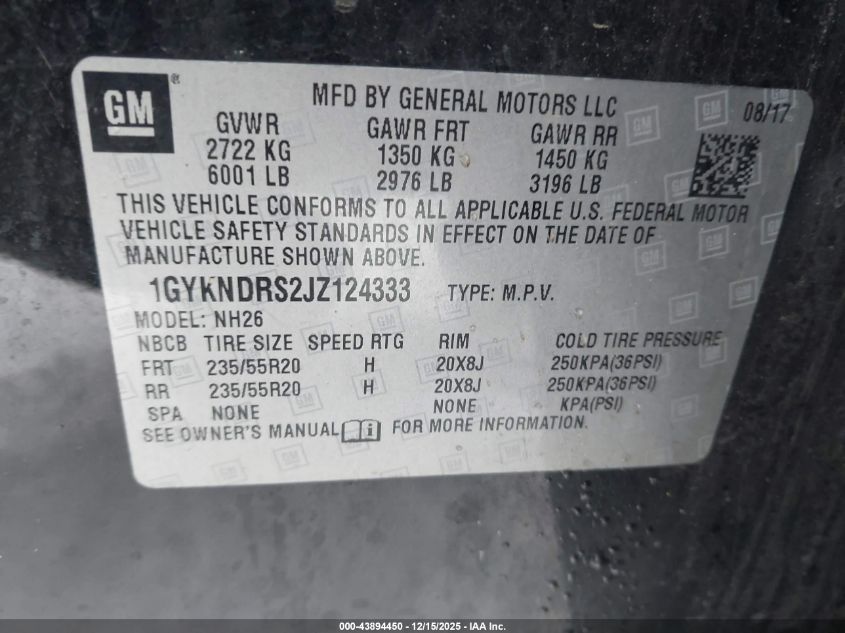 GM ®
MFD BY GENERAL MOTORS LLC
08/17
GVWR GAWR FRT GAWR RR
2722 KG 1350 KG 1450 KG
6001 LB 2976 LB 3196 LB
THIS VEHICLE CONFORMS TO ALL APPLICABLE U.S. FEDERAL MOTOR
VEHICLE SAFETY STANDARDS IN EFFECT ON THE DATE OF
MANUFACTURE SHOWN ABOVE.
1GYKNDRS2JZ124333 TYPE: M.P.V.
MODEL: NH26
NBCB TIRE SIZE SPEED RTG RIM COLD TIRE PRESSURE
FRT 235/55R20 H 20X8J 250KPA(36PSI)
RR 235/55R20 H 20X8J 250KPA(36PSI)
SPA NONE NONE KPA(PSI)
SEE OWNER'S MANUAL i FOR MORE INFORMATION.
000-43894450 - 12/15/2025 - IAA Inc.